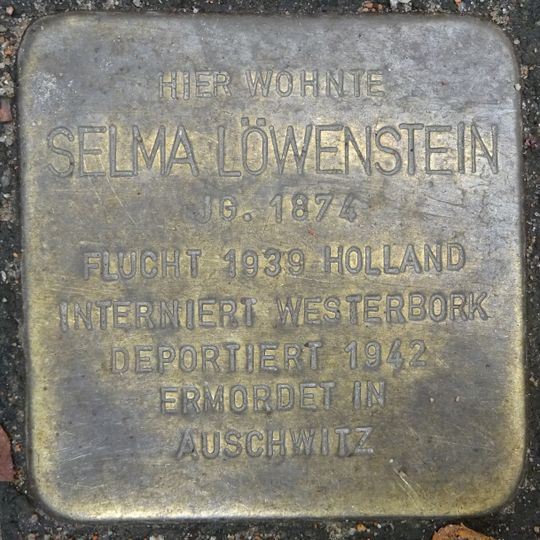 HIER WOHNTE
SELMA LÖWENSTEIN
JG. 1874
FLUCHT 1939 HOLLAND
INTERNIERT WESTERBORK
DEPORTIERT 1942
ERMORDET IN
AUSCHWITZ